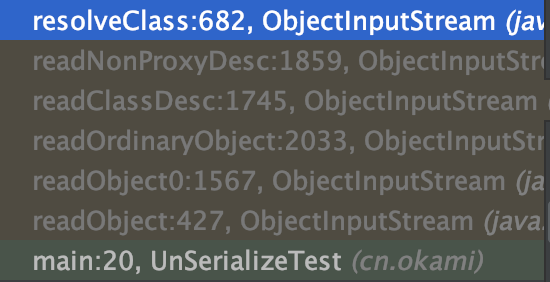 resolveClass:682, ObjectInputStream (jav
readNonProxyDesc:1859, ObjectInputStre
readClassDesc:1745, ObjectInputStream (
readOrdinaryObject:2033, ObjectInputStr
readObject0:1567, ObjectInputStream (ja
readObject:427, ObjectInputStream (java.
main:20, UnSerializeTest (cn.okami)